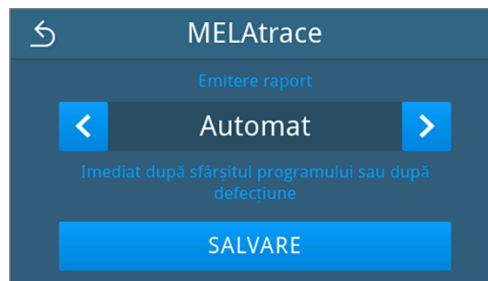 MELAtrace
Emitere raport
Automat
Imediat după sfârșitul programului sau după
defecțiune
SALVARE